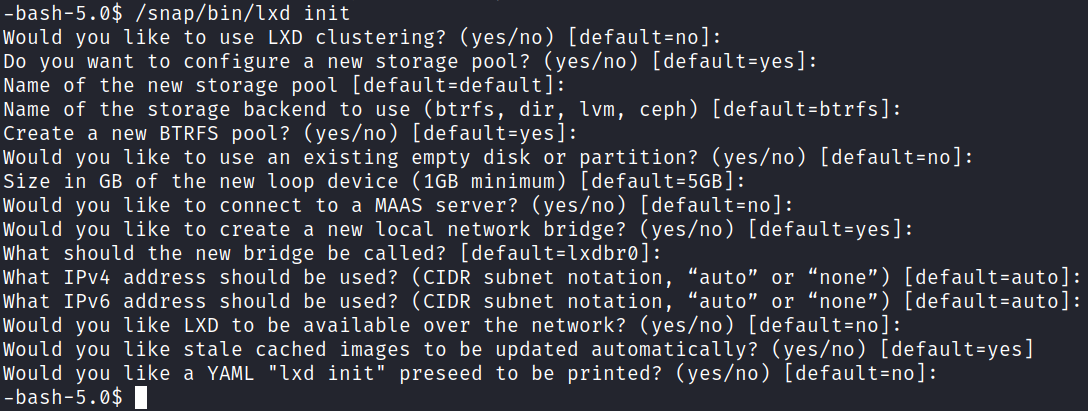 -bash-5.0$ /snap/bin/lxd init
Would you like to use LXD clustering? (yes/no) [default=no]:
Do you want to configure a new storage pool? (yes/no) [default=yes]:
Name of the new storage pool [default=default]:
Name of the storage backend to use (btrfs, dir, lvm, ceph) [default=btrfs]:
Create a new BTRFS pool? (yes/no) [default=yes]:
Would you like to use an existing empty disk or partition? (yes/no) [default=no]:
Size in GB of the new loop device (1GB minimum) [default=5GB]:
Would you like to connect to a MAAS server? (yes/no) [default=no]:
Would you like to create a new local network bridge? (yes/no) [default=yes]:
What should the new bridge be called? [default=lxdbr0]:
What IPv4 address should be used? (CIDR subnet notation, “auto” or “none”) [default=auto]:
What IPv6 address should be used? (CIDR subnet notation, “auto” or “none”) [default=auto]:
Would you like LXD to be available over the network? (yes/no) [default=no]:
Would you like stale cached images to be updated automatically? (yes/no) [default=yes]
Would you like a YAML "lxd init" preseed to be printed? (yes/no) [default=no]:
-bash-5.0$